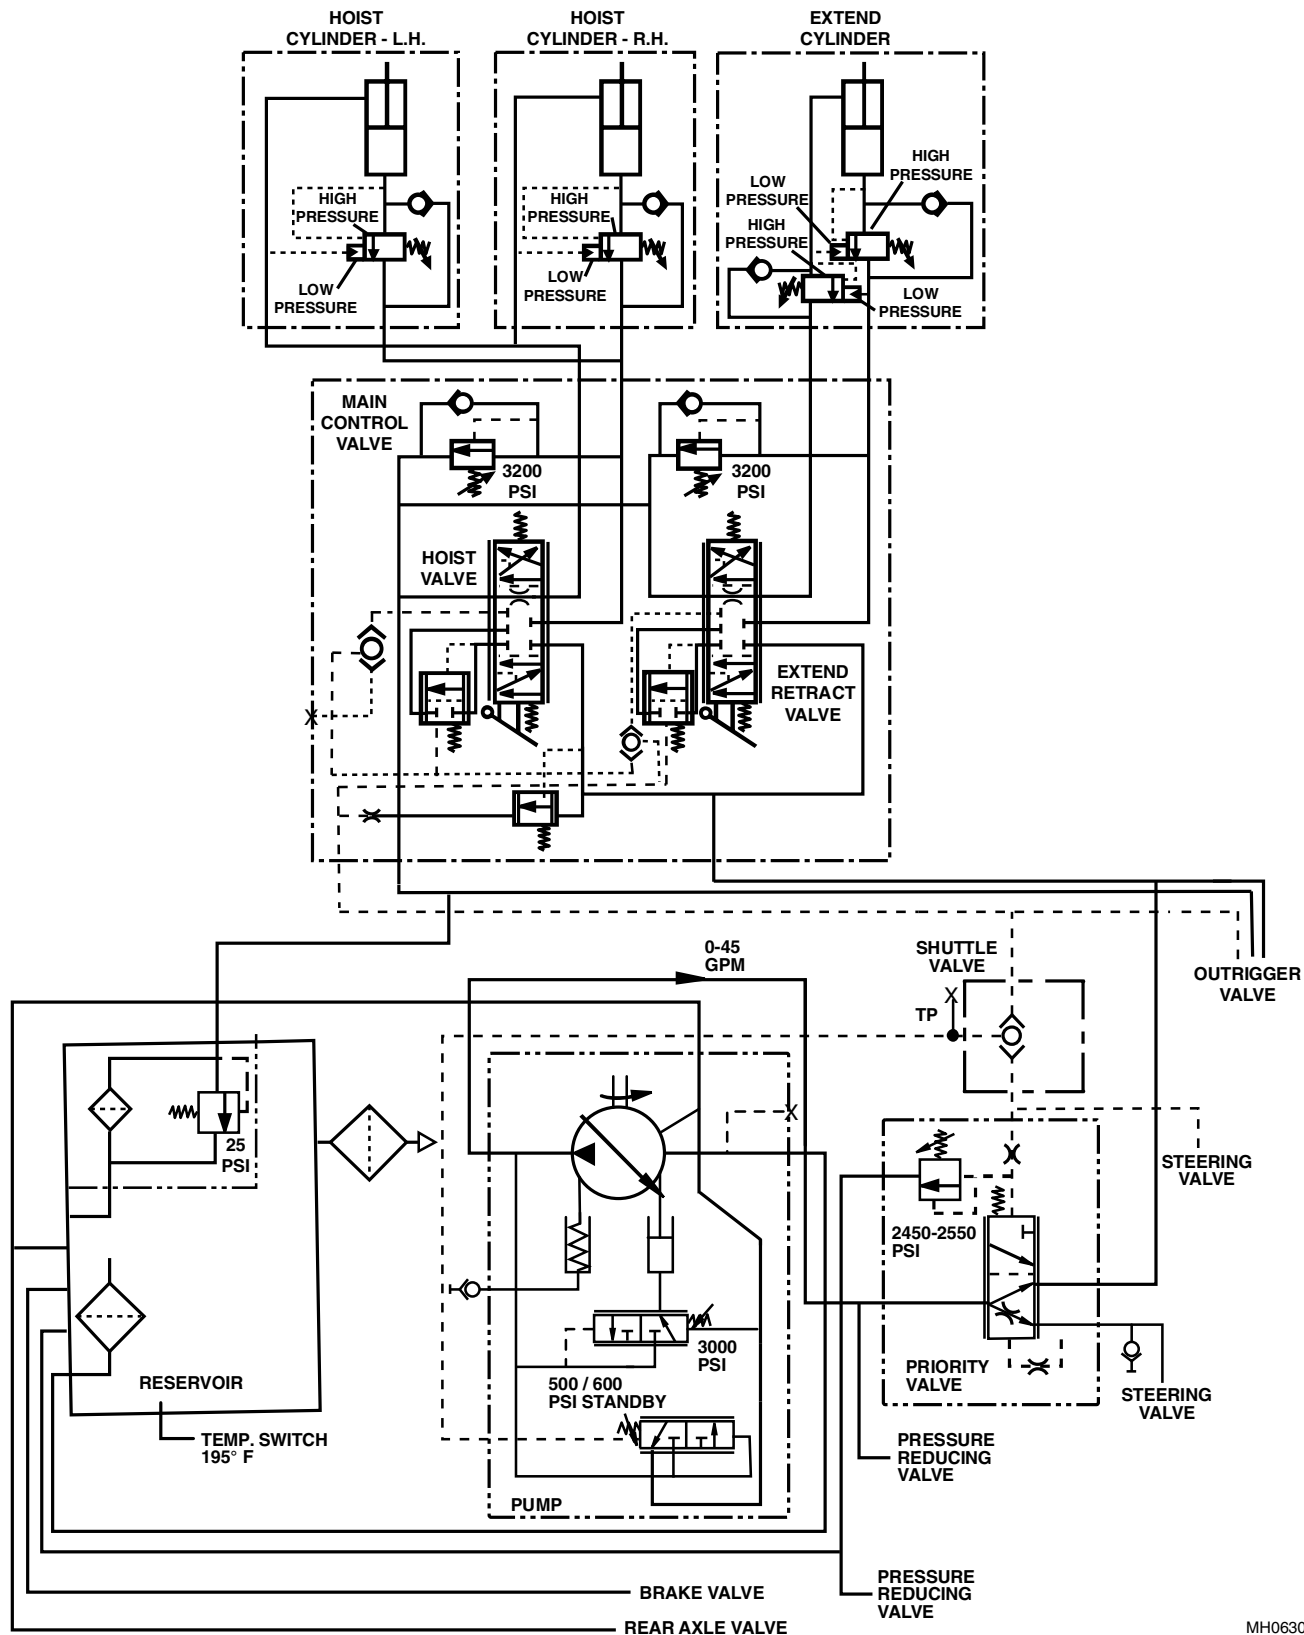 HOIST
CYLINDER - L.H.
HOIST
CYLINDER - R.H.
EXTEND
CYLINDER
HIGH
PRESSURE
LOW
PRESSURE
HIGH
PRESSURE
LOW
PRESSURE
HIGH
PRESSURE
LOW
PRESSURE
HIGH
PRESSURE
LOW
PRESSURE
MAIN
CONTROL
VALVE
3200
PSI
3200
PSI
HOIST
VALVE
EXTEND
RETRACT
VALVE
X
0-45
GPM
SHUTTLE
VALVE
X
TP
OUTRIGGER
VALVE
25
PSI
X
STEERING
VALVE
2450-2550
PSI
3000
PSI
500 / 600
PSI STANDBY
PRIORITY
VALVE
STEERING
VALVE
RESERVOIR
TEMP. SWITCH
195° F
PRESSURE
REDUCING
VALVE
PUMP
PRESSURE
REDUCING
VALVE
BRAKE VALVE
REAR AXLE VALVE
MH0630